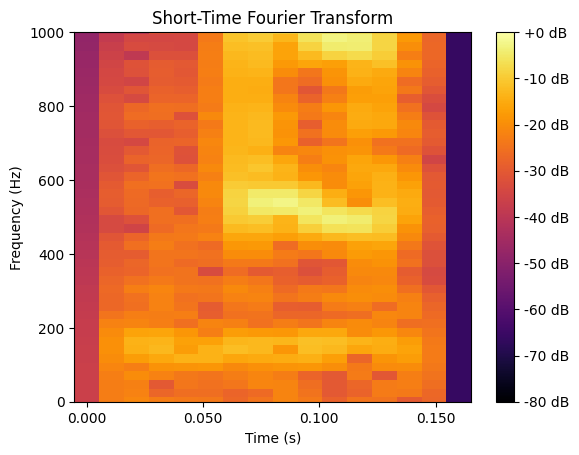 Short-Time Fourier Transform
Frequency (Hz)
1000
800
600
400
200
0
0.000
0.050
0.100
0.150
Time (s)
+0 dB
-10 dB
-20 dB
-30 dB
-40 dB
-50 dB
-60 dB
-70 dB
-80 dB